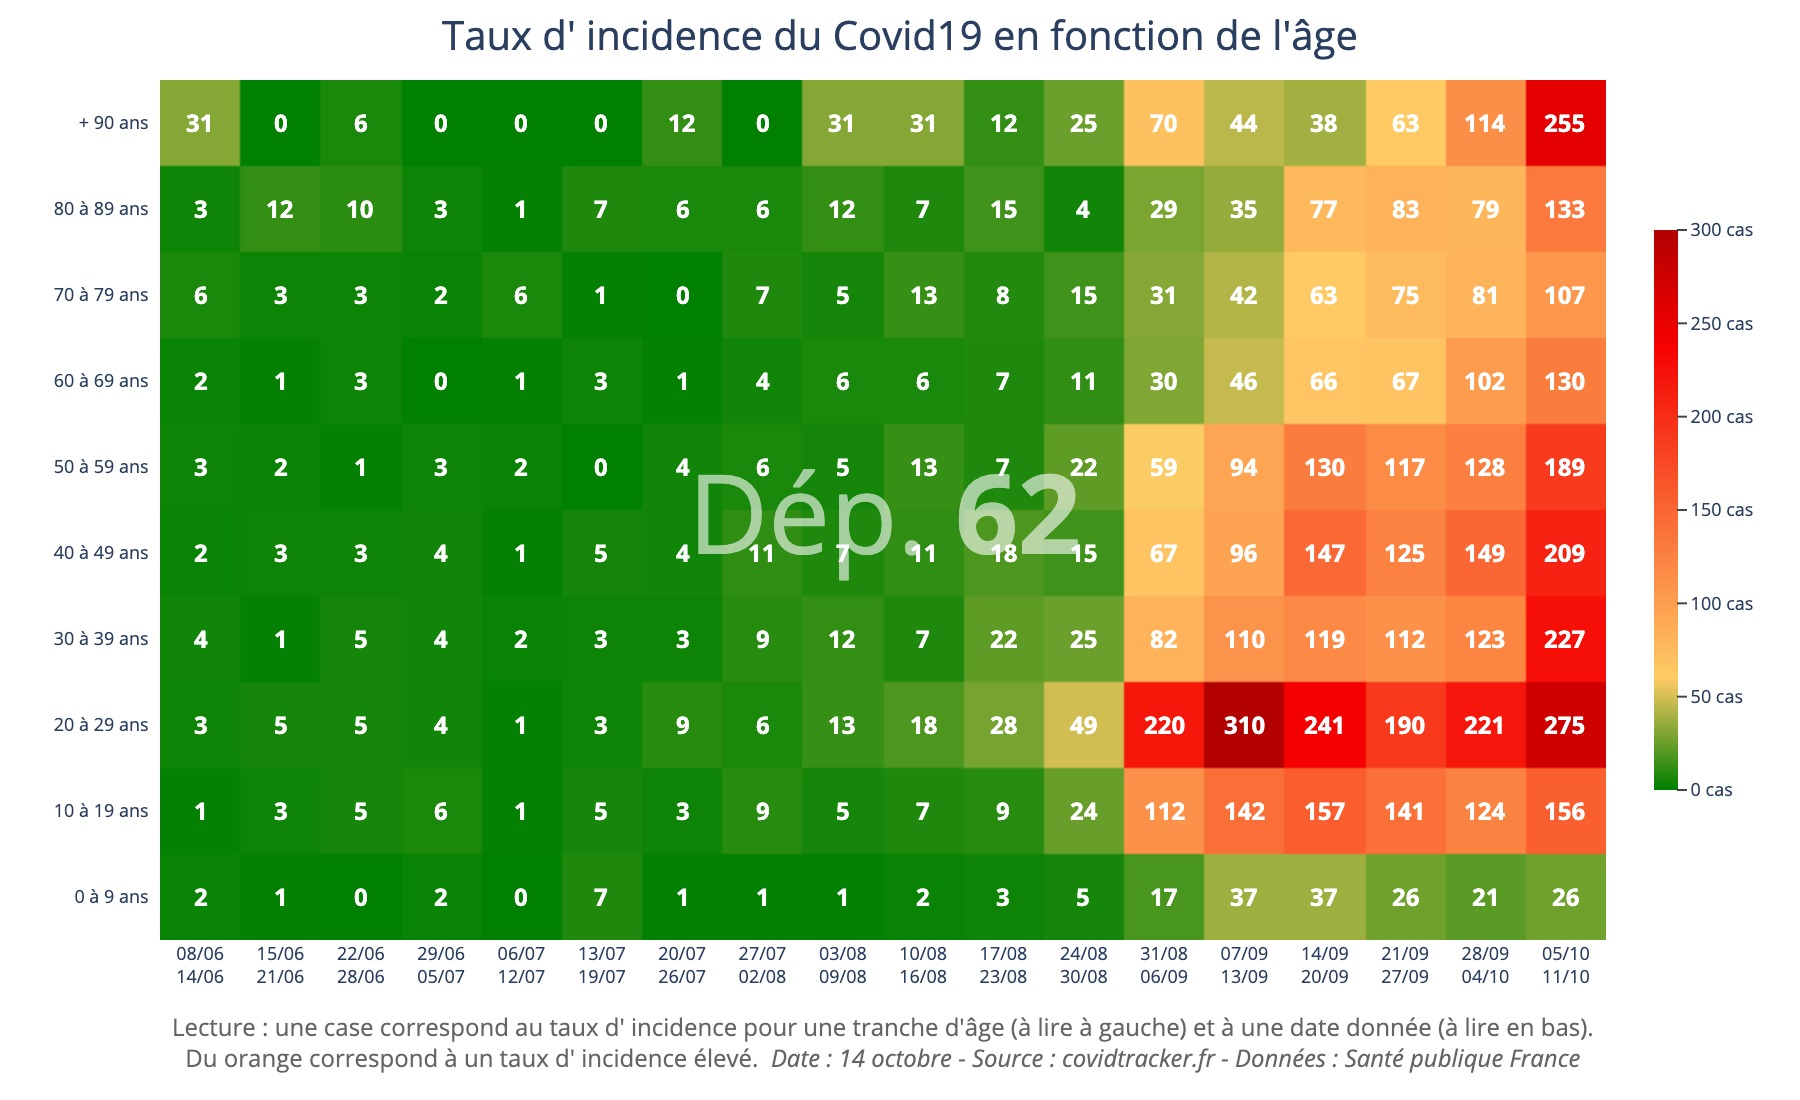 Taux d' incidence du Covid19 en fonction de l'âge
+ 90 ans 31 0 6 0 0 0 12 0 31 31 12 25 70 44 38 63 114 255
80 à 89 ans 3 12 10 3 1 7 6 6 12 7 15 4 29 35 77 83 79 133
70 à 79 ans 6 3 3 2 6 1 0 7 5 13 8 15 31 42 63 75 81 107
60 à 69 ans 2 1 3 0 1 3 1 4 6 6 7 11 30 46 66 67 102 130
50 à 59 ans 3 2 1 3 2 0 4 6 5 13 7 22 59 94 130 117 128 189
Dép. 62
40 à 49 ans 2 3 3 4 1 5 4 11 7 11 18 15 67 96 147 125 149 209
30 à 39 ans 4 1 5 4 2 3 3 9 12 7 22 25 82 110 119 112 123 227
20 à 29 ans 3 5 5 4 1 3 9 6 13 18 28 49 220 310 241 190 221 275
10 à 19 ans 1 3 5 6 1 5 3 9 5 7 9 24 112 142 157 141 124 156
0 à 9 ans 2 1 0 2 0 7 1 1 1 2 3 5 17 37 37 26 21 26
08/06 15/06 22/06 29/06 06/07 13/07 20/07 27/07 03/08 10/08 17/08 24/08 31/08 07/09 14/09 21/09 28/09 05/10
14/06 21/06 28/06 05/07 12/07 19/07 26/07 02/08 09/08 16/08 23/08 30/08 06/09 13/09 20/09 27/09 04/10 11/10
300 cas
250 cas
200 cas
150 cas
100 cas
50 cas
0 cas
Lecture : une case correspond au taux d' incidence pour une tranche d'âge (à lire à gauche) et à une date donnée (à lire en bas).
Du orange correspond à un taux d' incidence élevé. Date : 14 octobre - Source : covidtracker.fr - Données : Santé publique France